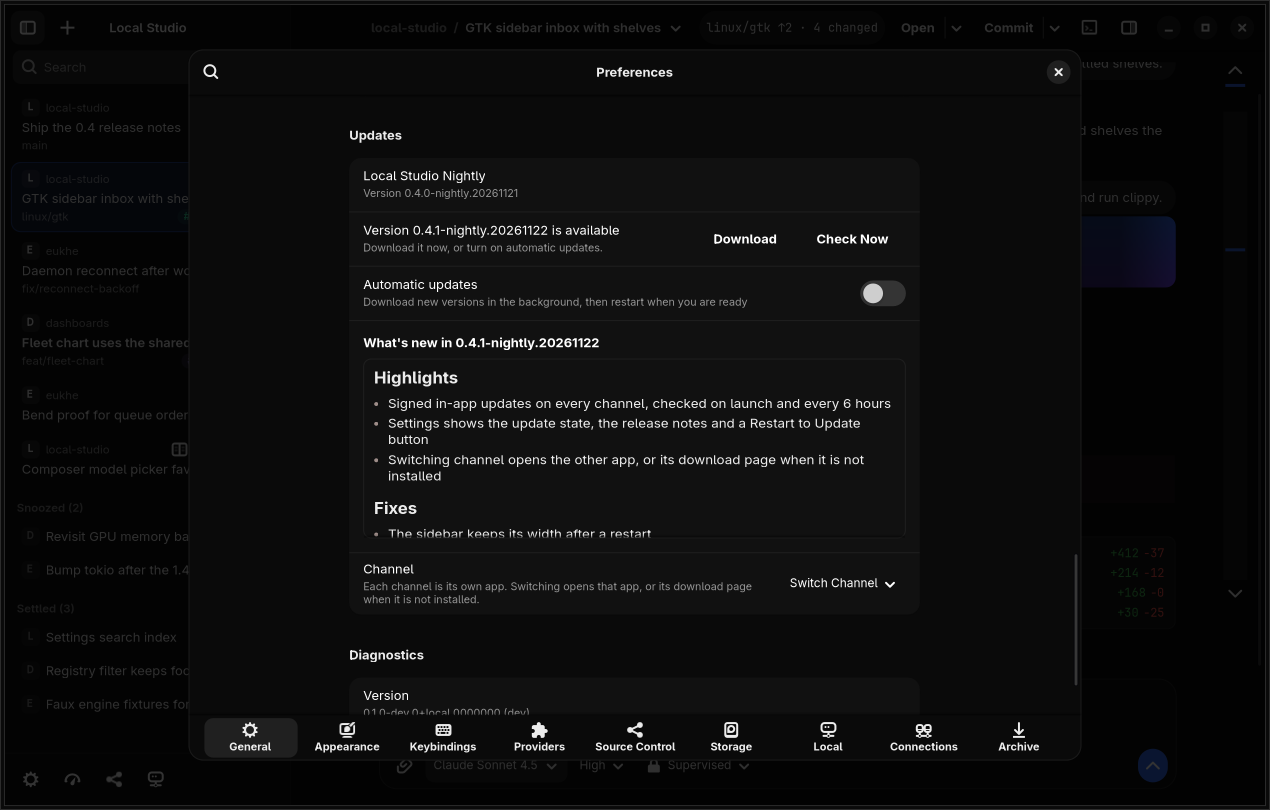 Local Studio
local-studio / GTK sidebar inbox with shelves
linux/gtk ↑2 · 4 changed
Open
Commit
Search
Preferences
L local-studio
Ship the 0.4 release notes
main
L local-studio
GTK sidebar inbox with she
linux/gtk
E eukhe
Daemon reconnect after wo
fix/reconnect-backoff
D dashboards
Fleet chart uses the shared
feat/fleet-chart
E eukhe
Bend proof for queue order
L local-studio
Composer model picker fav
Snoozed (2)
D Revisit GPU memory ba
E Bump tokio after the 1.4
Settled (3)
L Settings search index
D Registry filter keeps foc
E Faux engine fixtures for
Updates
Local Studio Nightly
Version 0.4.0-nightly.20261121
Version 0.4.1-nightly.20261122 is available
Download it now, or turn on automatic updates.
Download
Check Now
Automatic updates
Download new versions in the background, then restart when you are ready
What's new in 0.4.1-nightly.20261122
Highlights
• Signed in-app updates on every channel, checked on launch and every 6 hours
• Settings shows the update state, the release notes and a Restart to Update
button
• Switching channel opens the other app, or its download page when it is not
installed
Fixes
• The sidebar keeps its width after a restart
Channel
Each channel is its own app. Switching opens that app, or its download page
when it is not installed.
Switch Channel
Diagnostics
Version
0.1.0-dev.0+local.0000000 (dev)
General
Appearance
Keybindings
Providers
Source Control
Storage
Local
Connections
Archive
shelves.
d shelves the
nd run clippy.
+412 -37
+214 -12
+168 -0
+30 -25
Claude Sonnet 4.5
High
Supervised